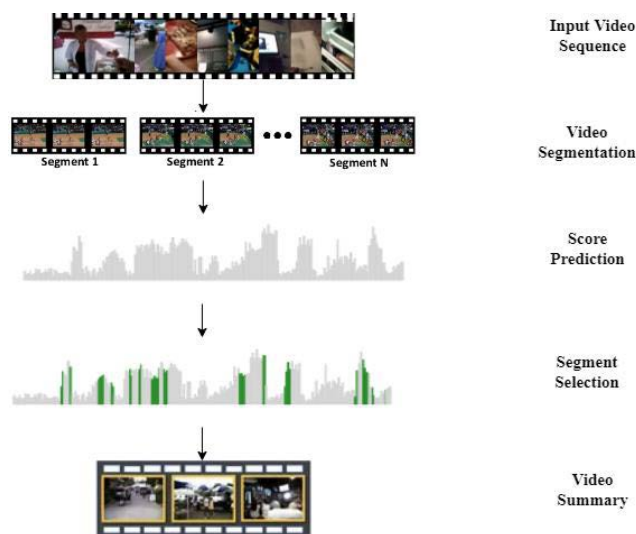 Input Video
Sequence
Video
Segmentation
Segment 1
Segment 2
Segment N
Score
Prediction
Segment
Selection
Video
Summary